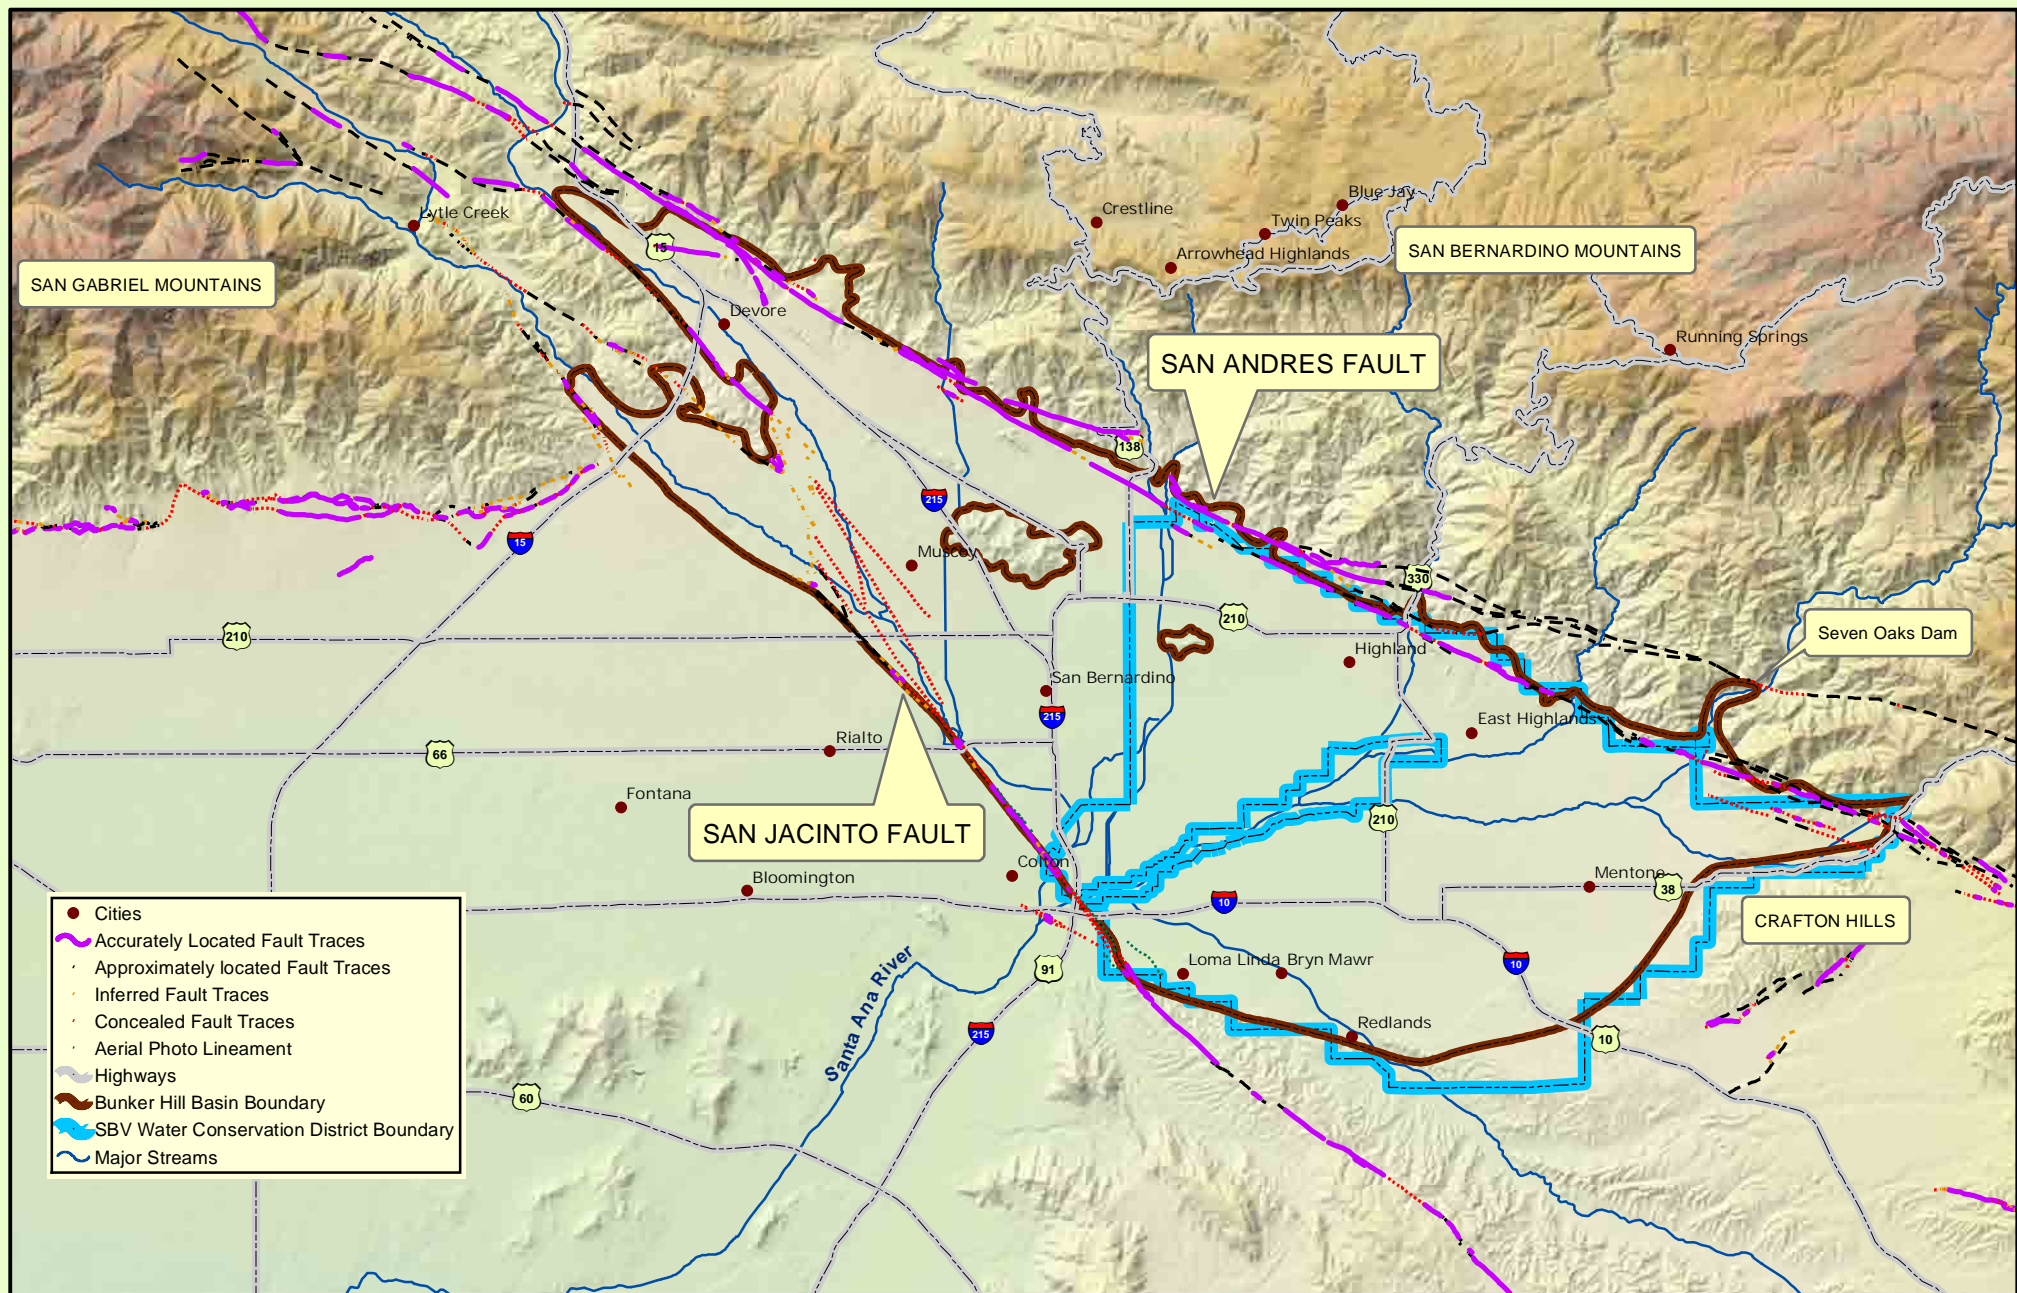 Blue Jay
Crestline
Twin Peaks
Lytle Creek
SAN BERNARDINO MOUNTAINS
Arrowhead Highlands
15
SAN GABRIEL MOUNTAINS
Devore
Running Springs
SAN ANDRES FAULT
138
215
15
Muscoy
330
210
210
Seven Oaks Dam
Highland
San Bernardino
215
East Highlands
Rialto
66
Fontana
210
SAN JACINTO FAULT
Colton
Mentone
38
Bloomington
10
CRAFTON HILLS
Loma Linda
Bryn Mawr
10
91
Santa Ana River
Redlands
215
10
60
Cities
Accurately Located Fault Traces
Approximately located Fault Traces
Inferred Fault Traces
Concealed Fault Traces
Aerial Photo Lineament
Highways
Bunker Hill Basin Boundary
SBV Water Conservation District Boundary
Major Streams